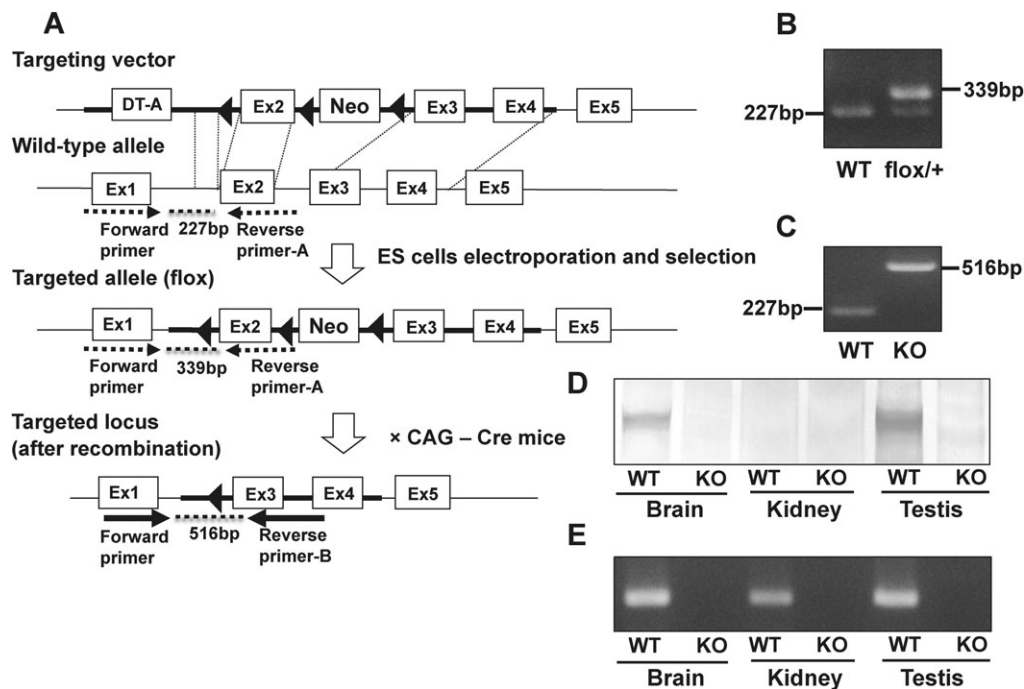 A
Targeting vector
DT-A Ex2 Neo Ex3 Ex4 Ex5
Wild-type allele
Ex1 Ex2 Ex3 Ex4 Ex5
Forward primer
227bp
Reverse primer-A
ES cells electroporation and selection
Targeted allele (flox)
Ex1 Ex2 Neo Ex3 Ex4 Ex5
Forward primer
339bp
Reverse primer-A
Targeted locus
(after recombination)
× CAG – Cre mice
Ex1 Ex3 Ex4 Ex5
Forward primer
516bp
Reverse primer-B
B
339bp
227bp
WT flox/+
C
516bp
227bp
WT KO
D
WT KO WT KO WT KO
Brain Kidney Testis
E
WT KO WT KO WT KO
Brain Kidney Testis